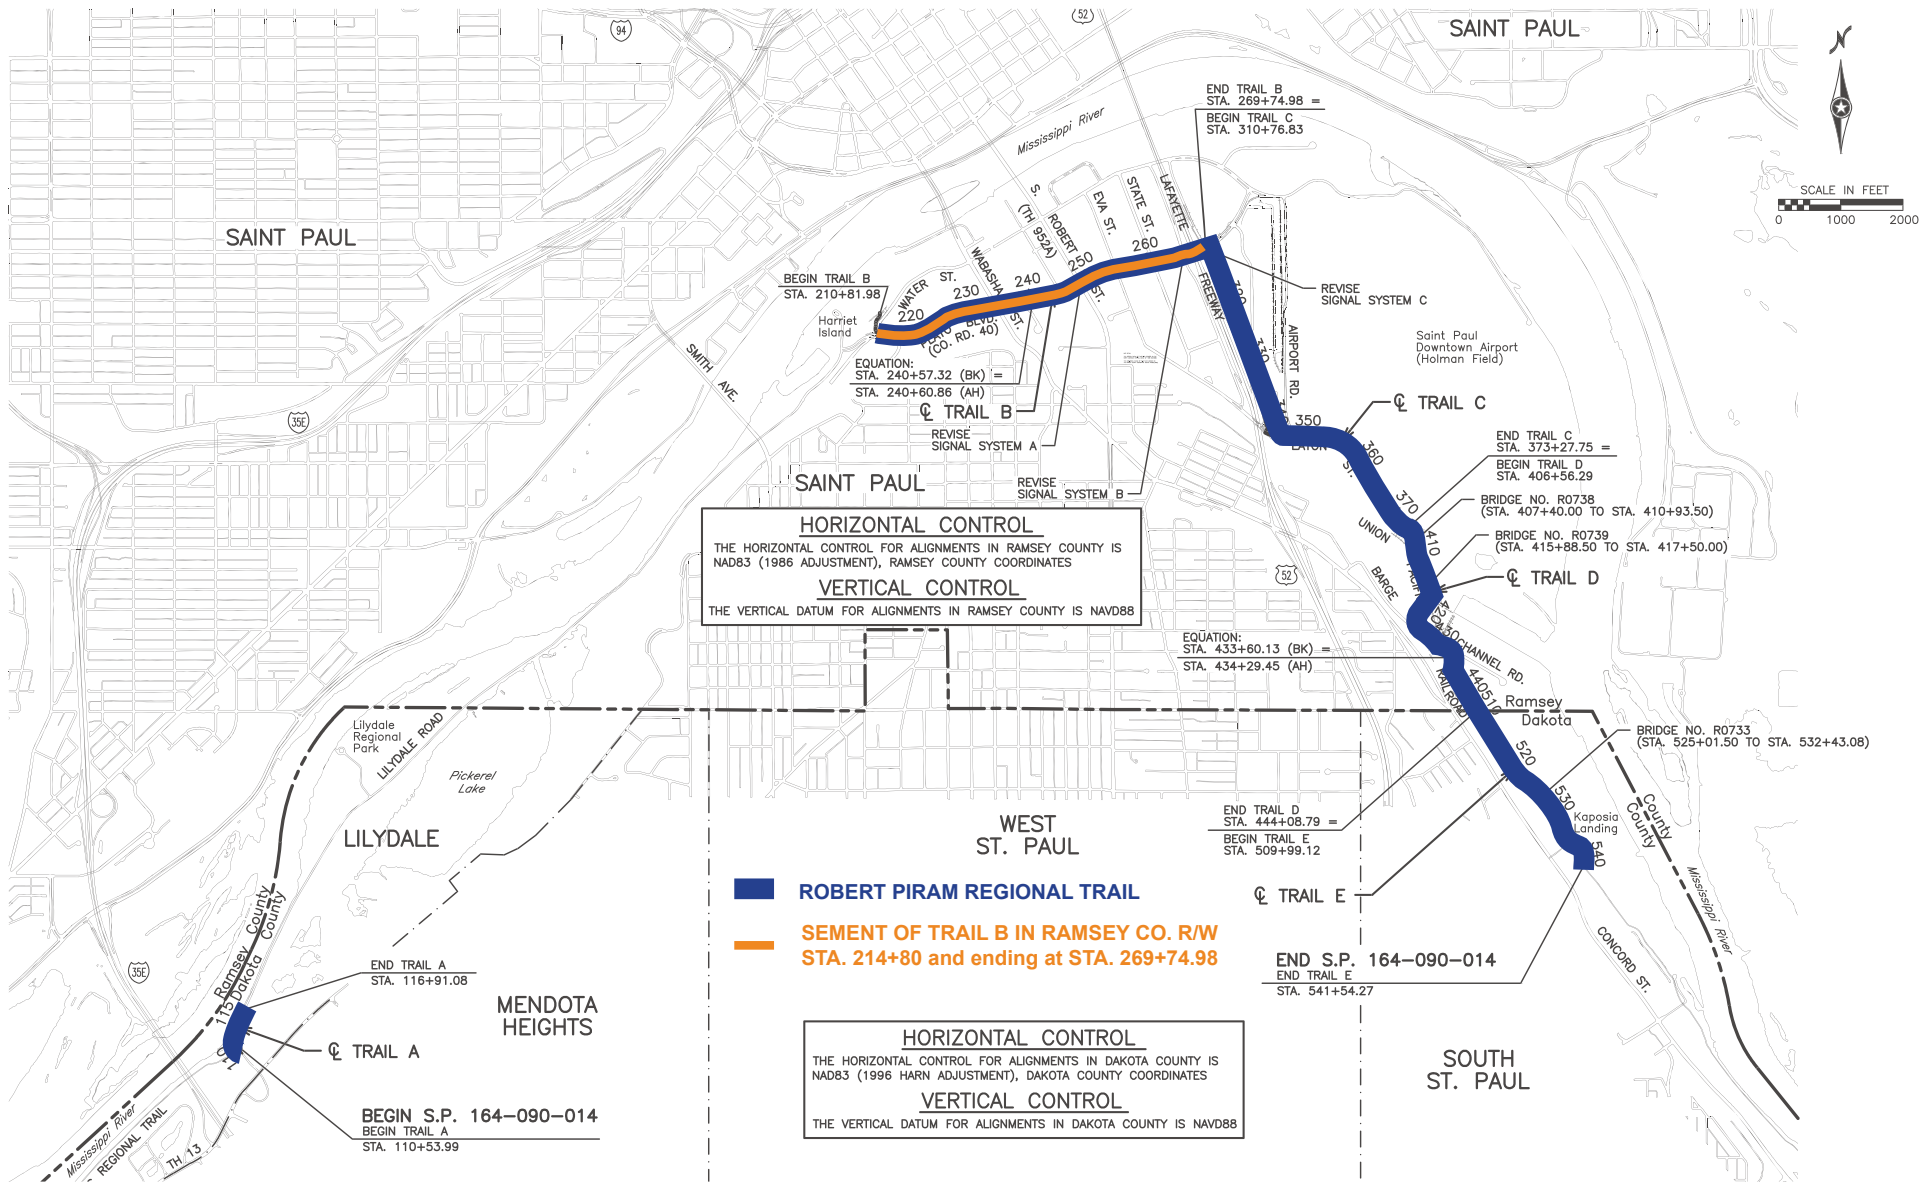 SAINT PAUL
94
52
N
SCALE IN FEET
0 1000 2000
END TRAIL B
STA. 269+74.98 =
BEGIN TRAIL C
STA. 310+76.83
Mississippi River
SAINT PAUL
LAFAYETTE
FREEWAY
STATE ST.
EVA ST.
S. ROBERT ST.
(TH 952A)
WABASHA ST.
WATER ST.
PLATO BLVD.
(CO. RD. 40)
220
230
240
250
260
BEGIN TRAIL B
STA. 210+81.98
Harriet
Island
REVISE
SIGNAL SYSTEM C
320
330
340
AIRPORT RD.
Saint Paul
Downtown Airport
(Holman Field)
SMITH AVE.
EQUATION:
STA. 240+57.32 (BK) =
STA. 240+60.86 (AH)
℄ TRAIL B
REVISE
SIGNAL SYSTEM A
REVISE
SIGNAL SYSTEM B
35E
SAINT PAUL
350
EATON ST.
360
370
℄ TRAIL C
END TRAIL C
STA. 373+27.75 =
BEGIN TRAIL D
STA. 406+56.29
BRIDGE NO. R0738
(STA. 407+40.00 TO STA. 410+93.50)
BRIDGE NO. R0739
(STA. 415+88.50 TO STA. 417+50.00)
℄ TRAIL D
UNION
RAILROAD
410
430
440
510
BARGE CHANNEL RD.
52
HORIZONTAL CONTROL
THE HORIZONTAL CONTROL FOR ALIGNMENTS IN RAMSEY COUNTY IS
NAD83 (1986 ADJUSTMENT), RAMSEY COUNTY COORDINATES
VERTICAL CONTROL
THE VERTICAL DATUM FOR ALIGNMENTS IN RAMSEY COUNTY IS NAVD88
EQUATION:
STA. 433+60.13 (BK) =
STA. 434+29.45 (AH)
Ramsey County
Dakota County
BRIDGE NO. R0733
(STA. 525+01.50 TO STA. 532+43.08)
520
530
540
Kaposia
Landing
Mississippi River
Lilydale
Regional
Park
LILYDALE ROAD
Pickerel
Lake
LILYDALE
WEST
ST. PAUL
END TRAIL D
STA. 444+08.79 =
BEGIN TRAIL E
STA. 509+99.12
℄ TRAIL E
ROBERT PIRAM REGIONAL TRAIL
SEMENT OF TRAIL B IN RAMSEY CO. R/W
STA. 214+80 and ending at STA. 269+74.98
END S.P. 164-090-014
END TRAIL E
STA. 541+54.27
CONCORD ST.
Ramsey County
Dakota County
35E
115
110
END TRAIL A
STA. 116+91.08
℄ TRAIL A
MENDOTA
HEIGHTS
BEGIN S.P. 164-090-014
BEGIN TRAIL A
STA. 110+53.99
HORIZONTAL CONTROL
THE HORIZONTAL CONTROL FOR ALIGNMENTS IN DAKOTA COUNTY IS
NAD83 (1996 HARN ADJUSTMENT), DAKOTA COUNTY COORDINATES
VERTICAL CONTROL
THE VERTICAL DATUM FOR ALIGNMENTS IN DAKOTA COUNTY IS NAVD88
SOUTH
ST. PAUL
Mississippi River
REGIONAL TRAIL
TH 13